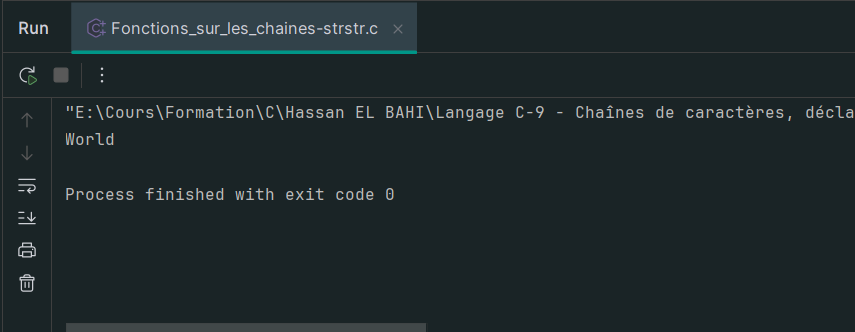 Run
Fonctions_sur_les_chaines-strstr.c
"E:\Cours\Formation\C\Hassan EL BAHI\Langage C-9 - Chaînes de caractères, décla
World
Process finished with exit code 0